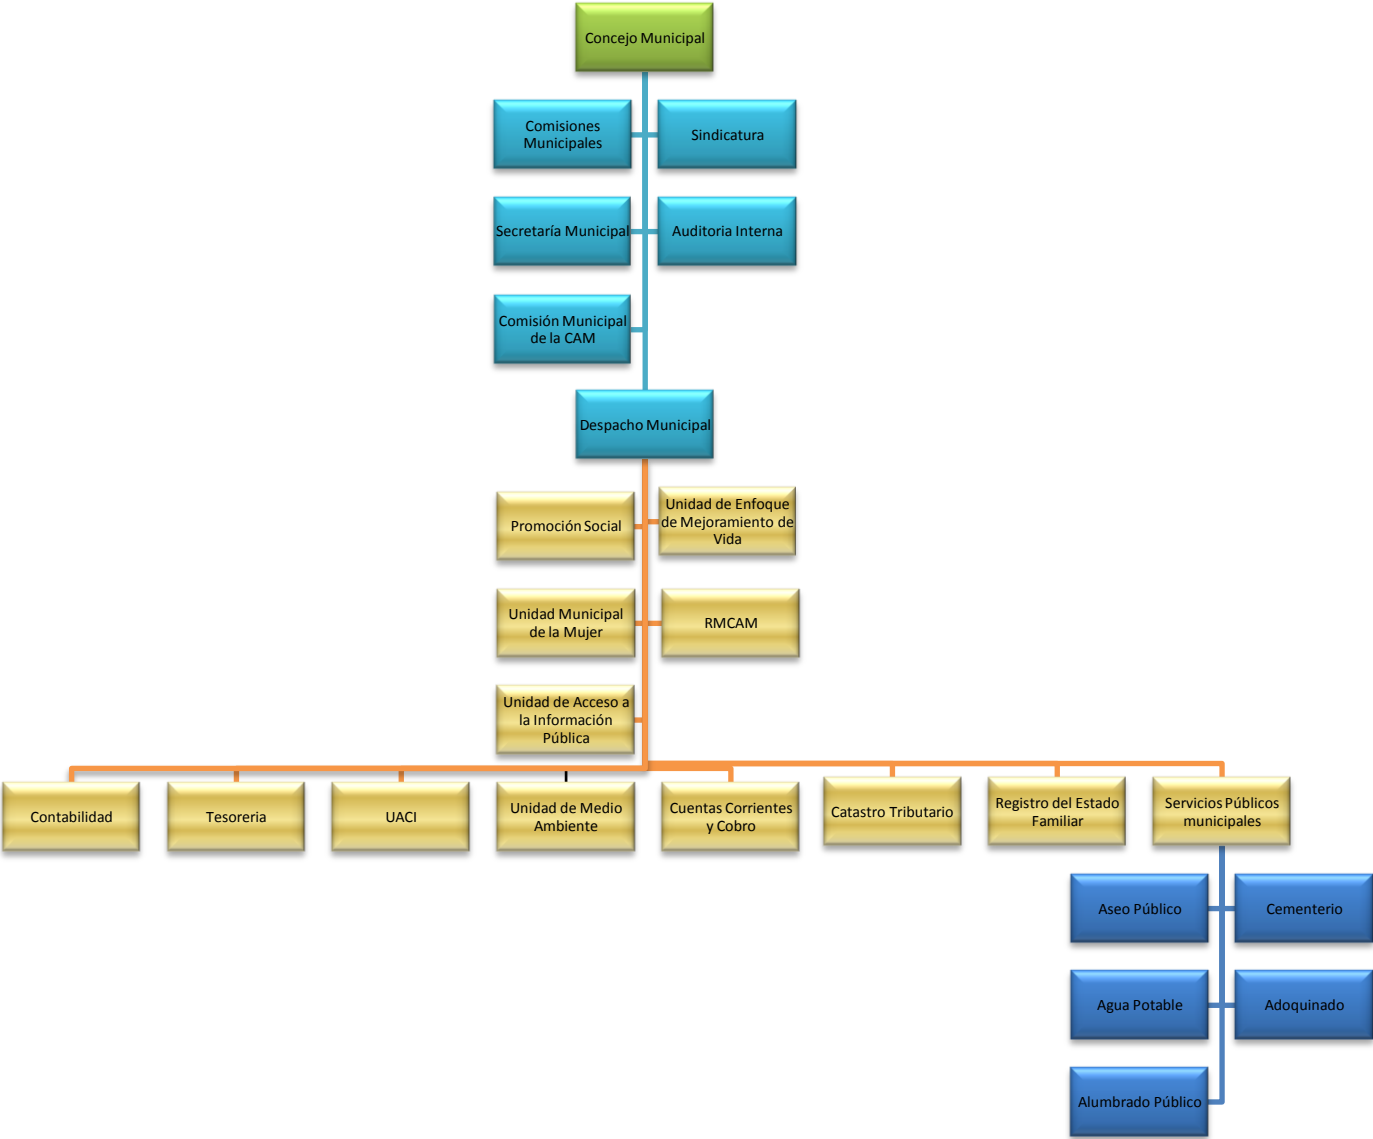 Concejo Municipal
Comisiones
Municipales
Sindicatura
Secretaría Municipal
Auditoria Interna
Comisión Municipal
de la CAM
Despacho Municipal
Promoción Social
Unidad de Enfoque
de Mejoramiento de
Vida
Unidad Municipal
de la Mujer
RMCAM
Unidad de Acceso a
la Información
Pública
Contabilidad
Tesoreria
UACI
Unidad de Medio
Ambiente
Cuentas Corrientes
y Cobro
Catastro Tributario
Registro del Estado
Familiar
Servicios Públicos
municipales
Aseo Público
Cementerio
Agua Potable
Adoquinado
Alumbrado Público